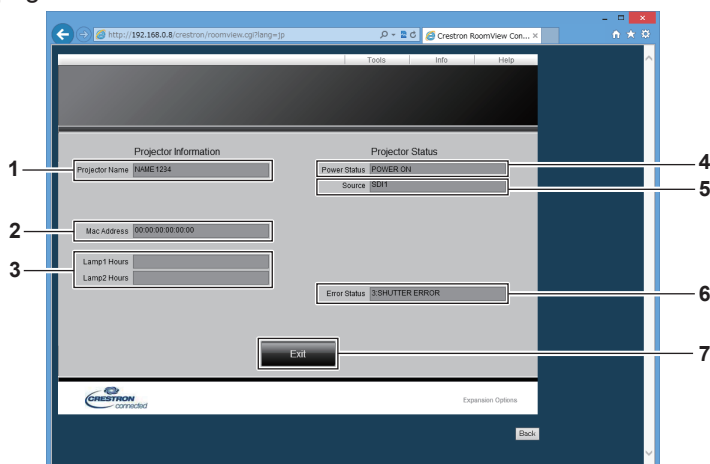 http://192.168.0.8/crestron/roomview.cgi?lang=jp
Crestron RoomView Con... ×
Tools Info Help
Projector Information
Projector Status
1
Projector Name NAME1234
Power Status POWER ON
4
Source SDI1
5
2
Mac Address 00:00:00:00:00:00
3
Lamp1 Hours
Lamp2 Hours
Error Status 3:SHUTTER ERROR
6
Exit
7
CRESTRON
connected
Expansion Options
Back